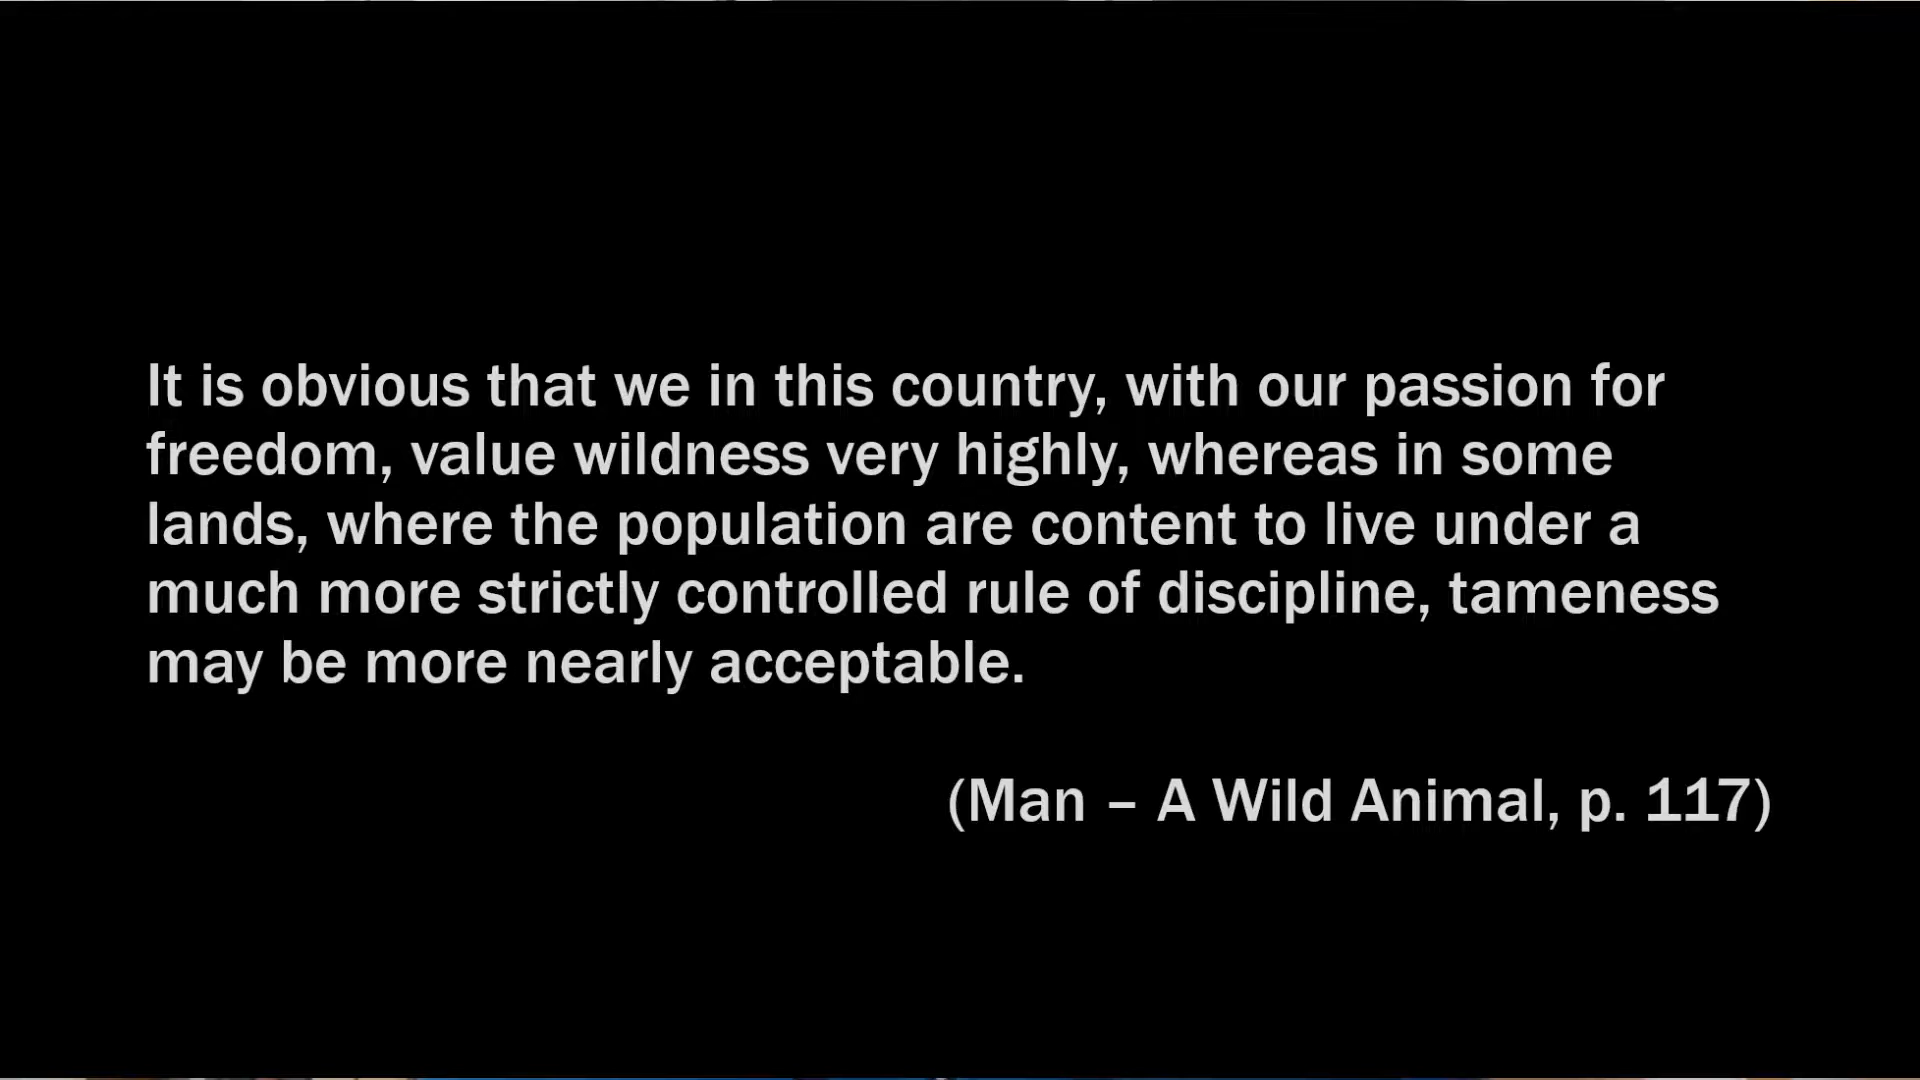 It is obvious that we in this country, with our passion for
freedom, value wildness very highly, whereas in some
lands, where the population are content to live under a
much more strictly controlled rule of discipline, tameness
may be more nearly acceptable.
(Man – A Wild Animal, p. 117)